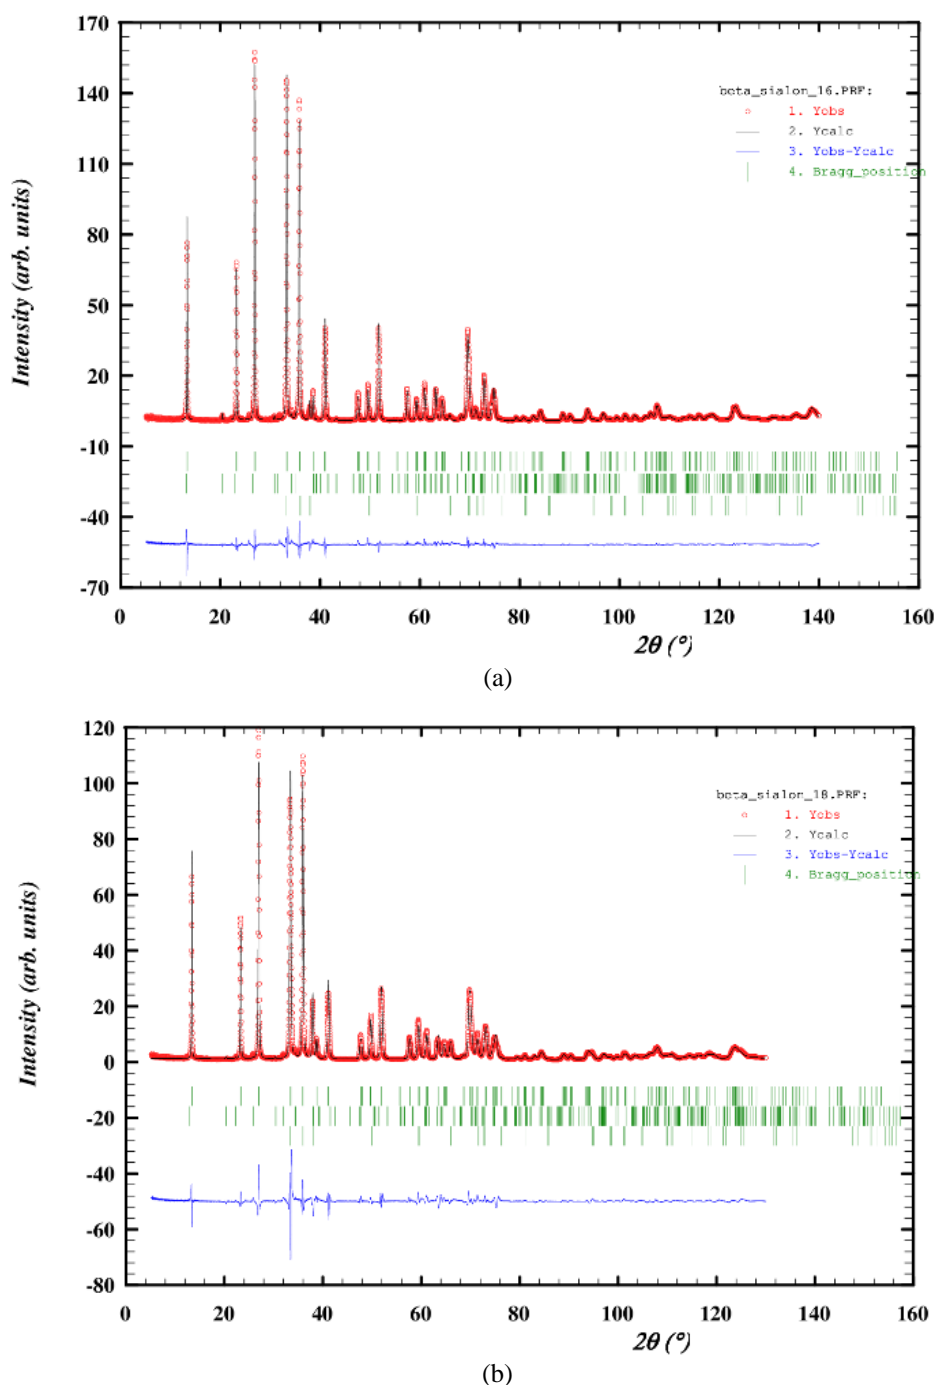 170
140
110
80
50
20
-10
-40
-70
Intensity (arb. units)
beta_sialon_16.PRF:
1. Yobs
2. Ycalc
3. Yobs-Ycalc
4. Bragg_position
0 20 40 60 80 100 120 140 160
2θ (°)
(a)
120
100
80
60
40
20
0
-20
-40
-60
-80
Intensity (arb. units)
beta_sialon_18.PRF:
1. Yobs
2. Ycalc
3. Yobs-Ycalc
4. Bragg_position
0 20 40 60 80 100 120 140 160
2θ (°)
(b)